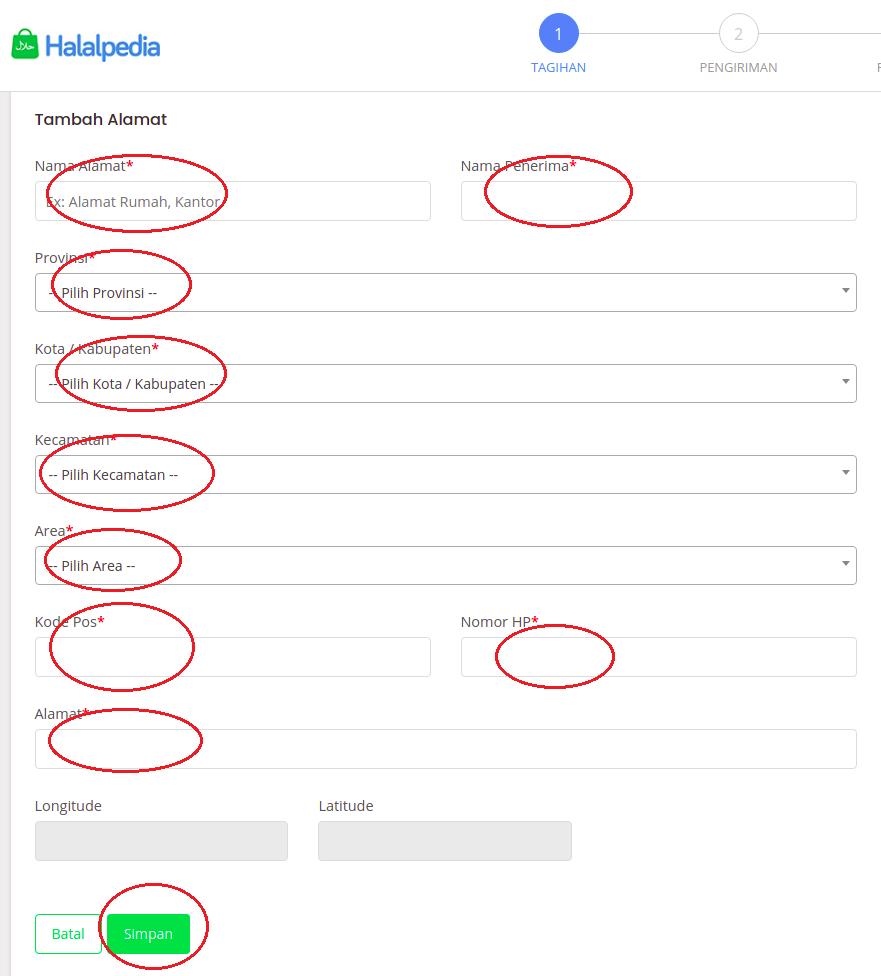 حلال Halalpedia
1 2
TAGIHAN PENGIRIMAN P
Tambah Alamat
Nama Alamat* Nama Penerima*
Ex: Alamat Rumah, Kantor
Provinsi*
-- Pilih Provinsi --
Kota / Kabupaten*
-- Pilih Kota / Kabupaten --
Kecamatan*
-- Pilih Kecamatan --
Area*
-- Pilih Area --
Kode Pos* Nomor HP*
Alamat*
Longitude Latitude
Batal Simpan